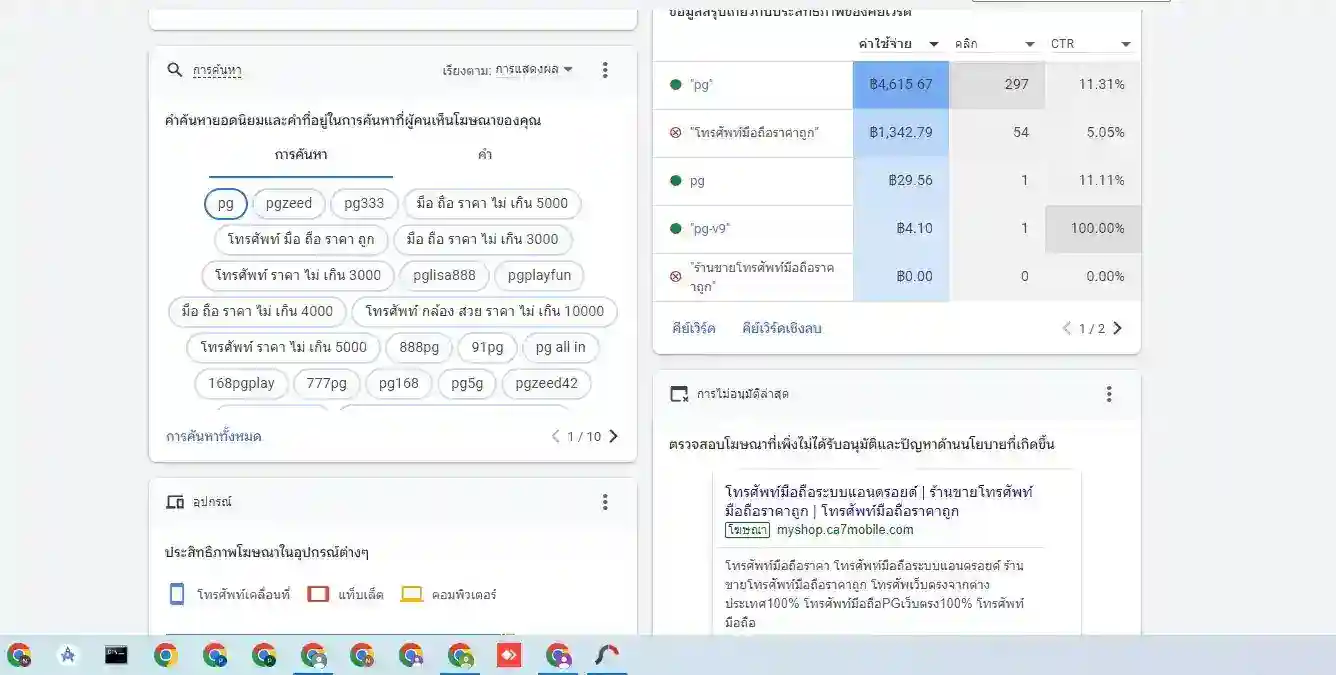 การค้นหา
เรียงตาม: การแสดงผล
คำค้นหายอดนิยมและคำที่อยู่ในการค้นหาที่ผู้คนเห็นโฆษณาของคุณ
การค้นหา คำ
pg pgzeed pg333 มือ ถือ ราคา ไม่ เกิน 5000
โทรศัพท์ มือ ถือ ราคา ถูก มือ ถือ ราคา ไม่ เกิน 3000
โทรศัพท์ ราคา ไม่ เกิน 3000 pglisa888 pgplayfun
มือ ถือ ราคา ไม่ เกิน 4000 โทรศัพท์ กล้อง สวย ราคา ไม่ เกิน 10000
โทรศัพท์ ราคา ไม่ เกิน 5000 888pg 91pg pg all in
168pgplay 777pg pg168 pg5g pgzeed42
การค้นหาทั้งหมด 1 / 10
อุปกรณ์
ประสิทธิภาพโฆษณาในอุปกรณ์ต่างๆ
โทรศัพท์เคลื่อนที่ แท็บเล็ต คอมพิวเตอร์
ข้อมูลสรุปเกี่ยวกับประสิทธิภาพของคีย์เวิร์ด
ค่าใช้จ่าย คลิก CTR
"pg" ฿4,615.67 297 11.31%
"โทรศัพท์มือถือราคาถูก" ฿1,342.79 54 5.05%
pg ฿29.56 1 11.11%
"pg-v9" ฿4.10 1 100.00%
"ร้านขายโทรศัพท์มือถือราค
าถูก" ฿0.00 0 0.00%
คีย์เวิร์ด คีย์เวิร์ดเชิงลบ 1 / 2
การไม่อนุมัติล่าสุด
ตรวจสอบโฆษณาที่เพิ่งไม่ได้รับอนุมัติและปัญหาด้านนโยบายที่เกิดขึ้น
โทรศัพท์มือถือระบบแอนดรอยด์ | ร้านขายโทรศัพท์
มือถือราคาถูก | โทรศัพท์มือถือราคาถูก
โฆษณา myshop.ca7mobile.com
โทรศัพท์มือถือราคา โทรศัพท์มือถือระบบแอนดรอยด์ ร้าน
ขายโทรศัพท์มือถือราคาถูก โทรศัพเว็บตรงจากต่าง
ประเทศ100% โทรศัพท์มือถือPGเว็บตรง100% โทรศัพท์
มือถือ